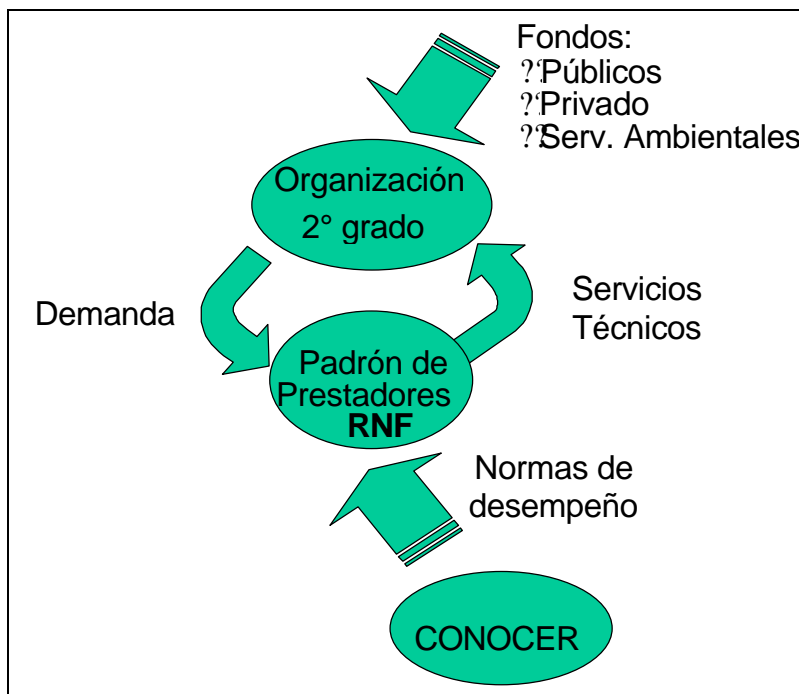 Fondos:
??Públicos
??Privado
??Serv. Ambientales
Organización
2° grado
Demanda
Servicios
Técnicos
Padrón de
Prestadores
RNF
Normas de
desempeño
CONOCER